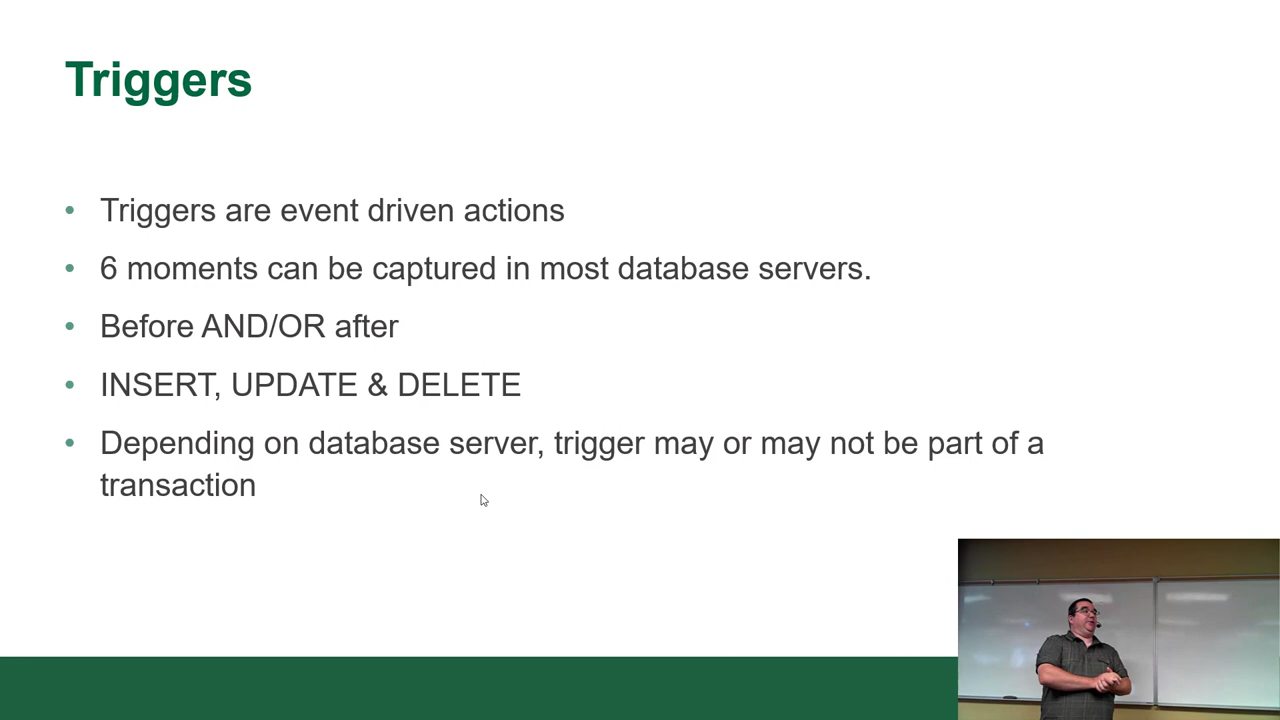 Triggers
• Triggers are event driven actions
• 6 moments can be captured in most database servers.
• Before AND/OR after
• INSERT, UPDATE & DELETE
• Depending on database server, trigger may or may not be part of a
transaction